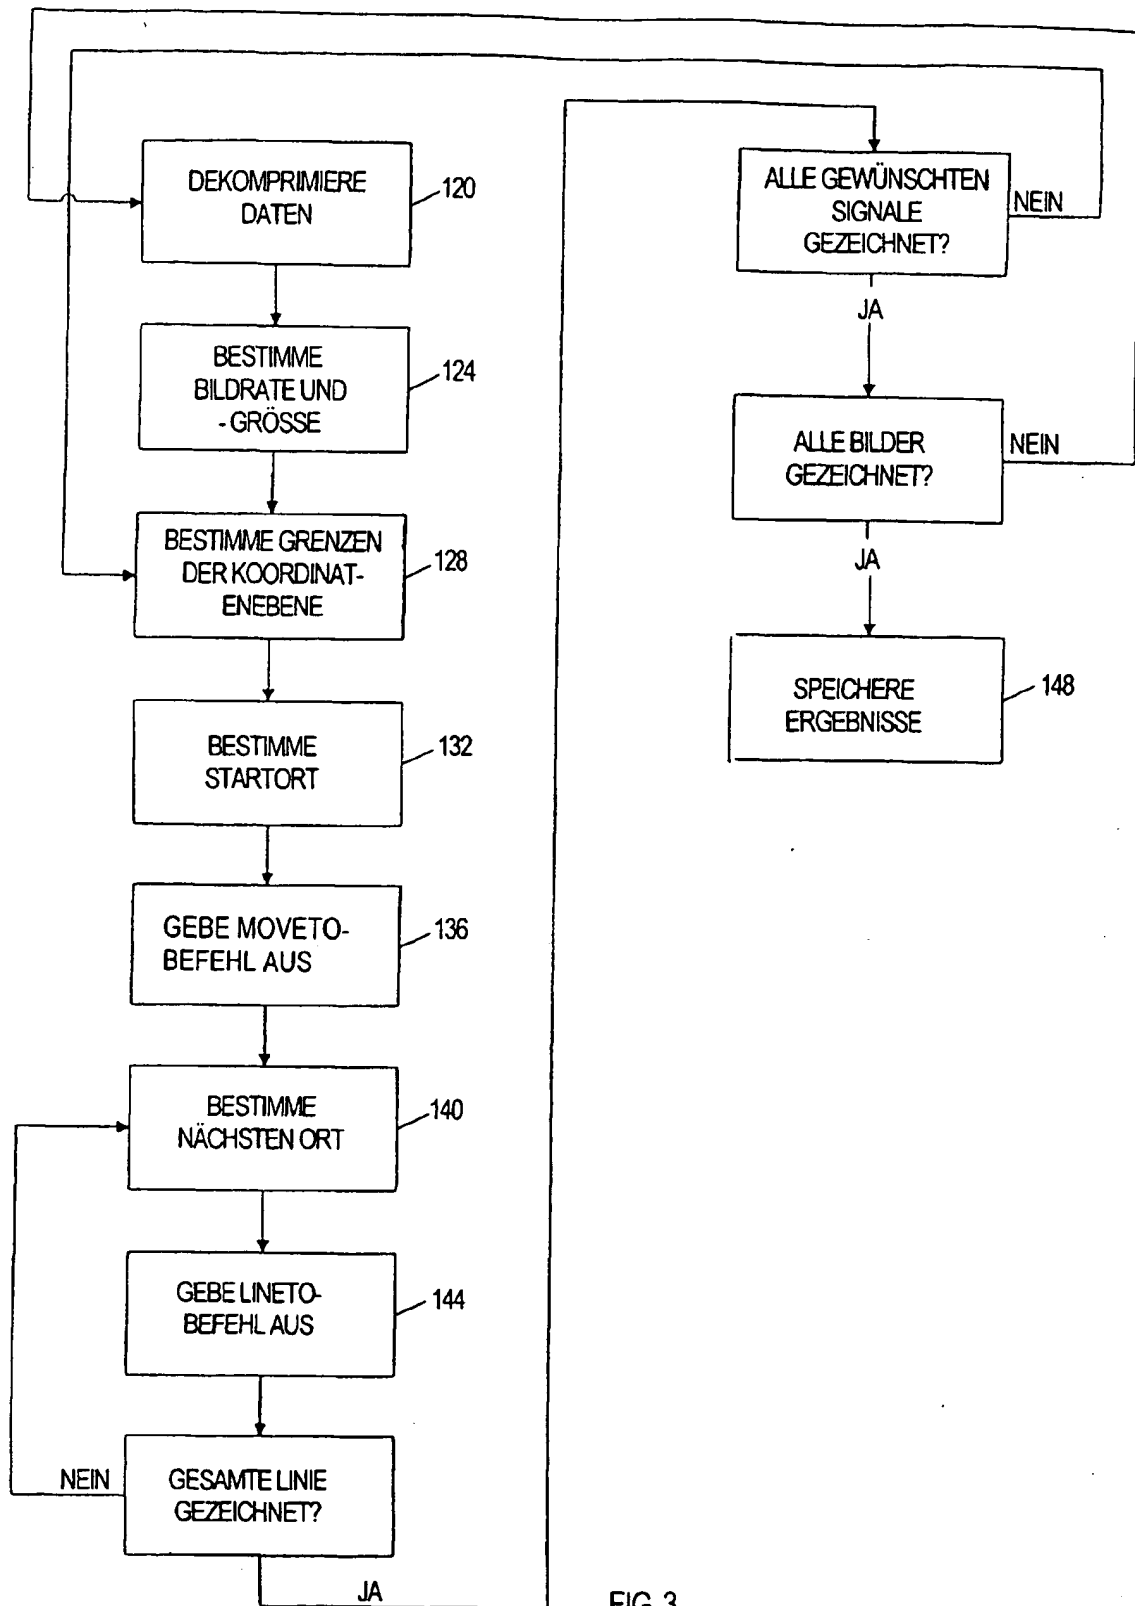 DEKOMPRIMIERE
DATEN
120
BESTIMME
BILDRATE UND
-GRÖSSE
124
BESTIMME GRENZEN
DER KOORDINAT-
ENEBENE
128
BESTIMME
STARTORT
132
GEBE MOVETO-
BEFEHL AUS
136
BESTIMME
NÄCHSTEN ORT
140
GEBE LINETO-
BEFEHL AUS
144
GESAMTE LINIE
GEZEICHNET?
NEIN
JA
ALLE GEWÜNSCHTEN
SIGNALE
GEZEICHNET?
NEIN
JA
ALLE BILDER
GEZEICHNET?
NEIN
JA
SPEICHERE
ERGEBNISSE
148
FIG. 3